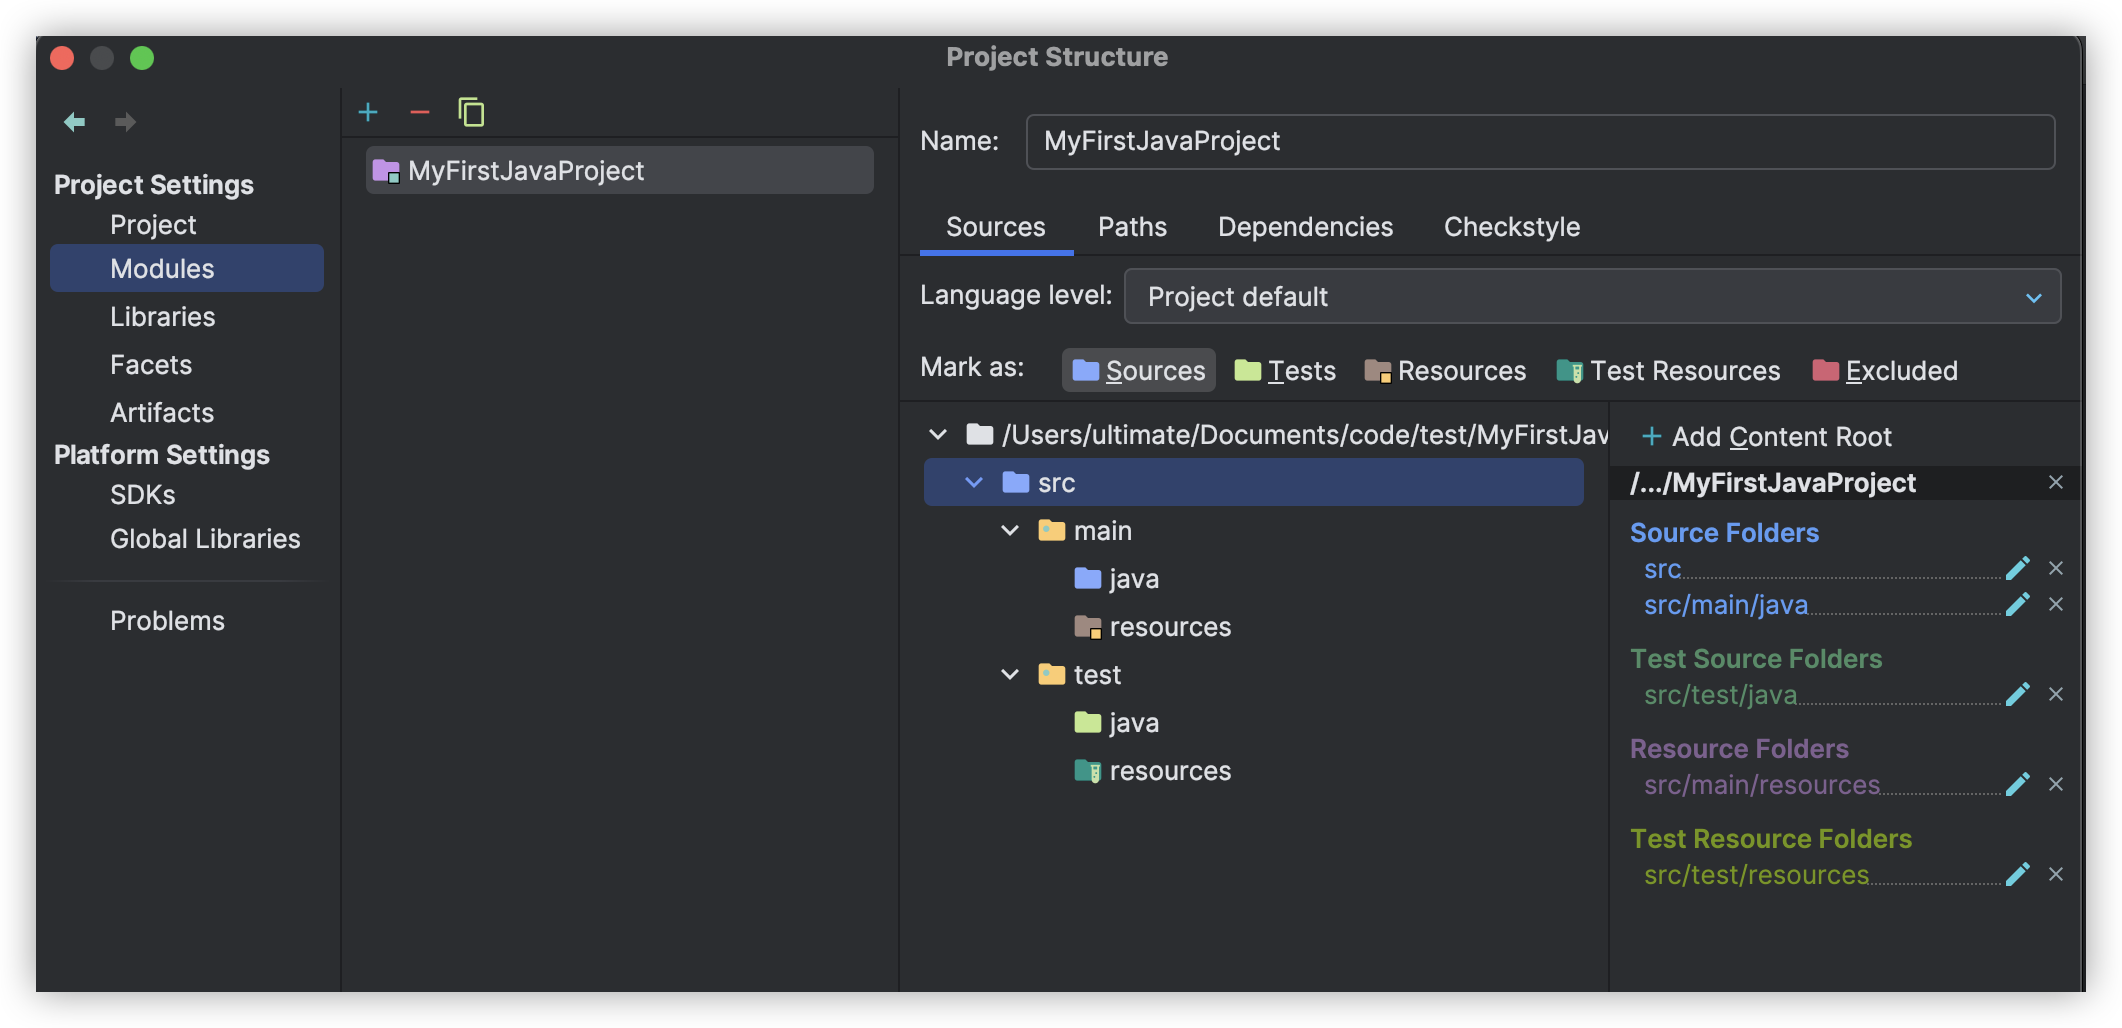 Project Structure
Project Settings
Project
Modules
Libraries
Facets
Artifacts
Platform Settings
SDKs
Global Libraries
Problems
MyFirstJavaProject
Name: MyFirstJavaProject
Sources Paths Dependencies Checkstyle
Language level: Project default
Mark as: Sources Tests Resources Test Resources Excluded
/Users/ultimate/Documents/code/test/MyFirstJav
src
main
java
resources
test
java
resources
Add Content Root
/.../MyFirstJavaProject
Source Folders
src
src/main/java
Test Source Folders
src/test/java
Resource Folders
src/main/resources
Test Resource Folders
src/test/resources